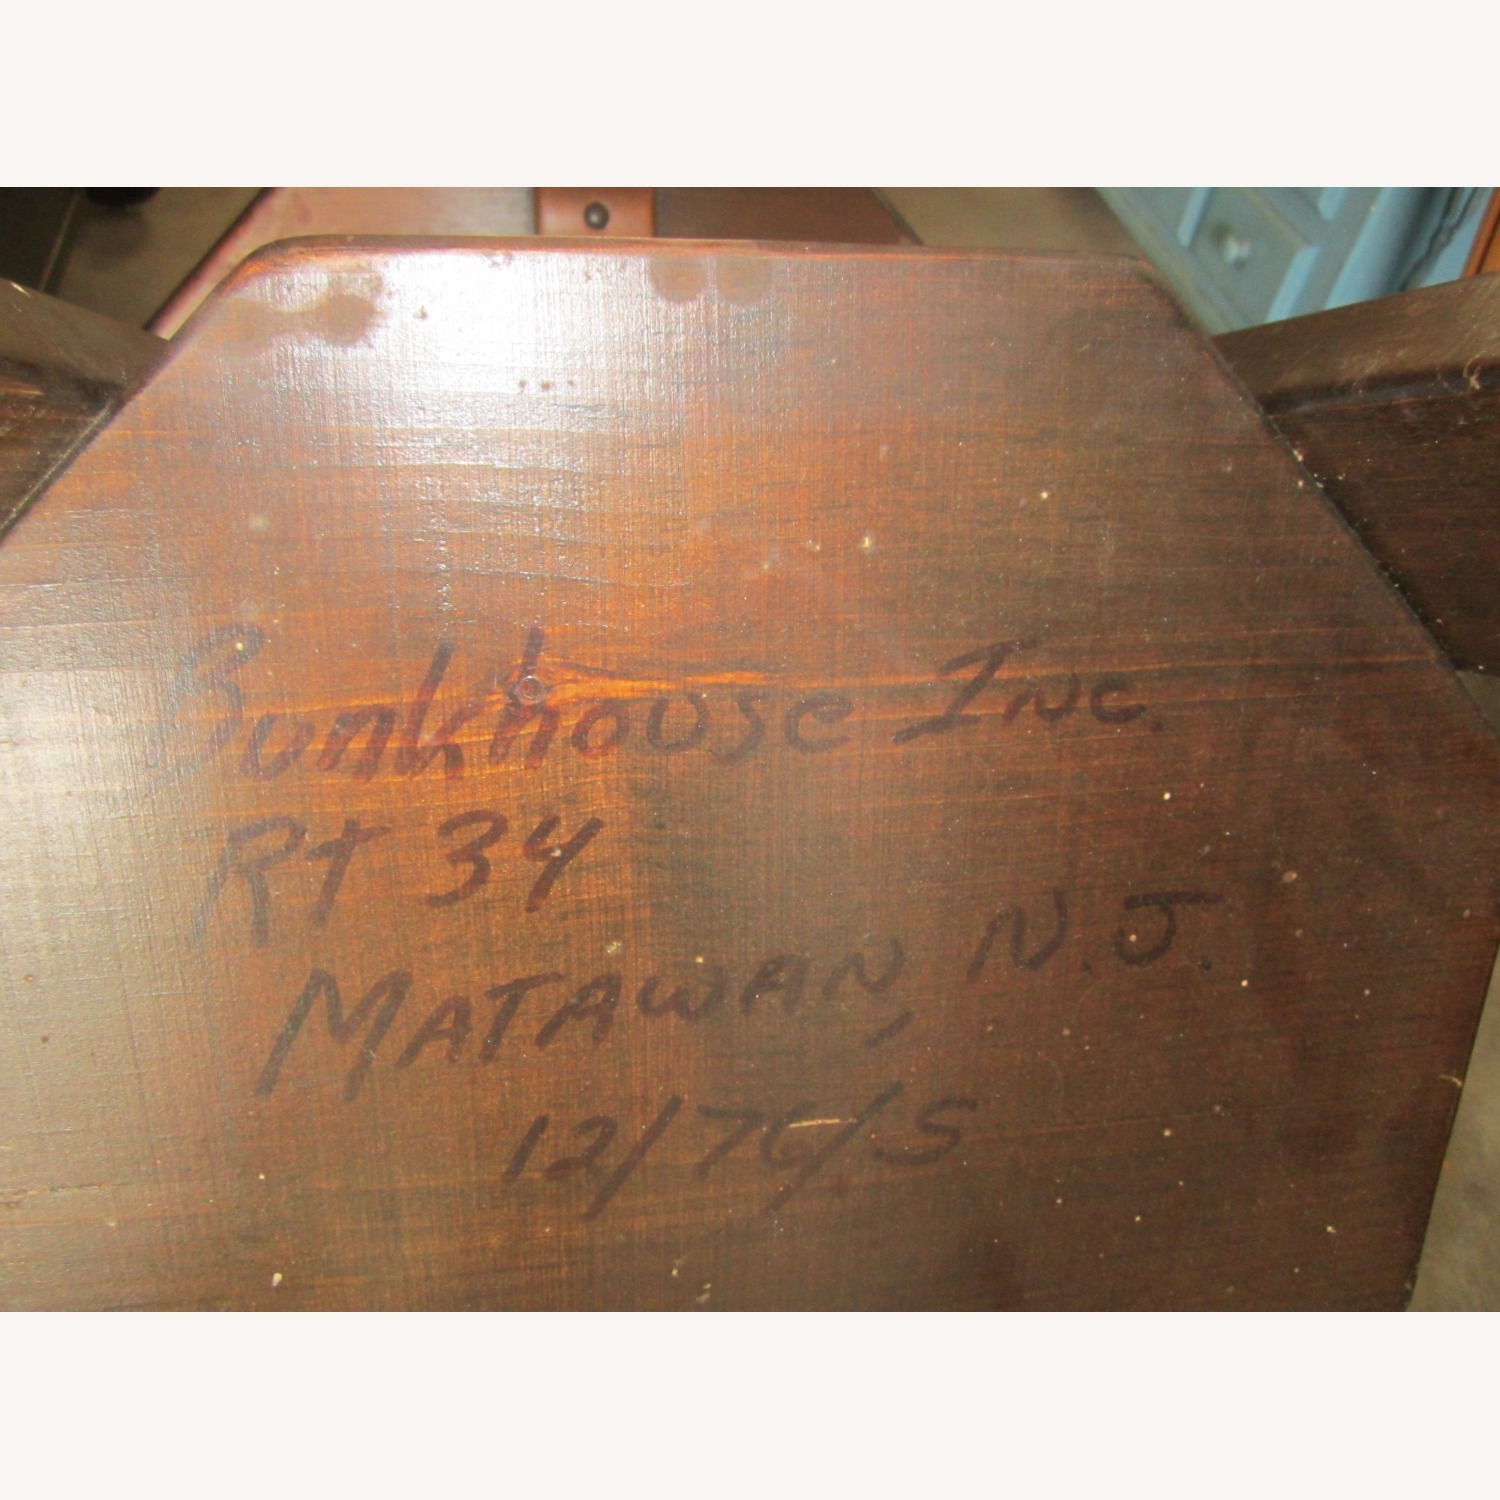 Bunkhouse Inc.
Rt 34
MATAWAN, N.J.
12/76/S